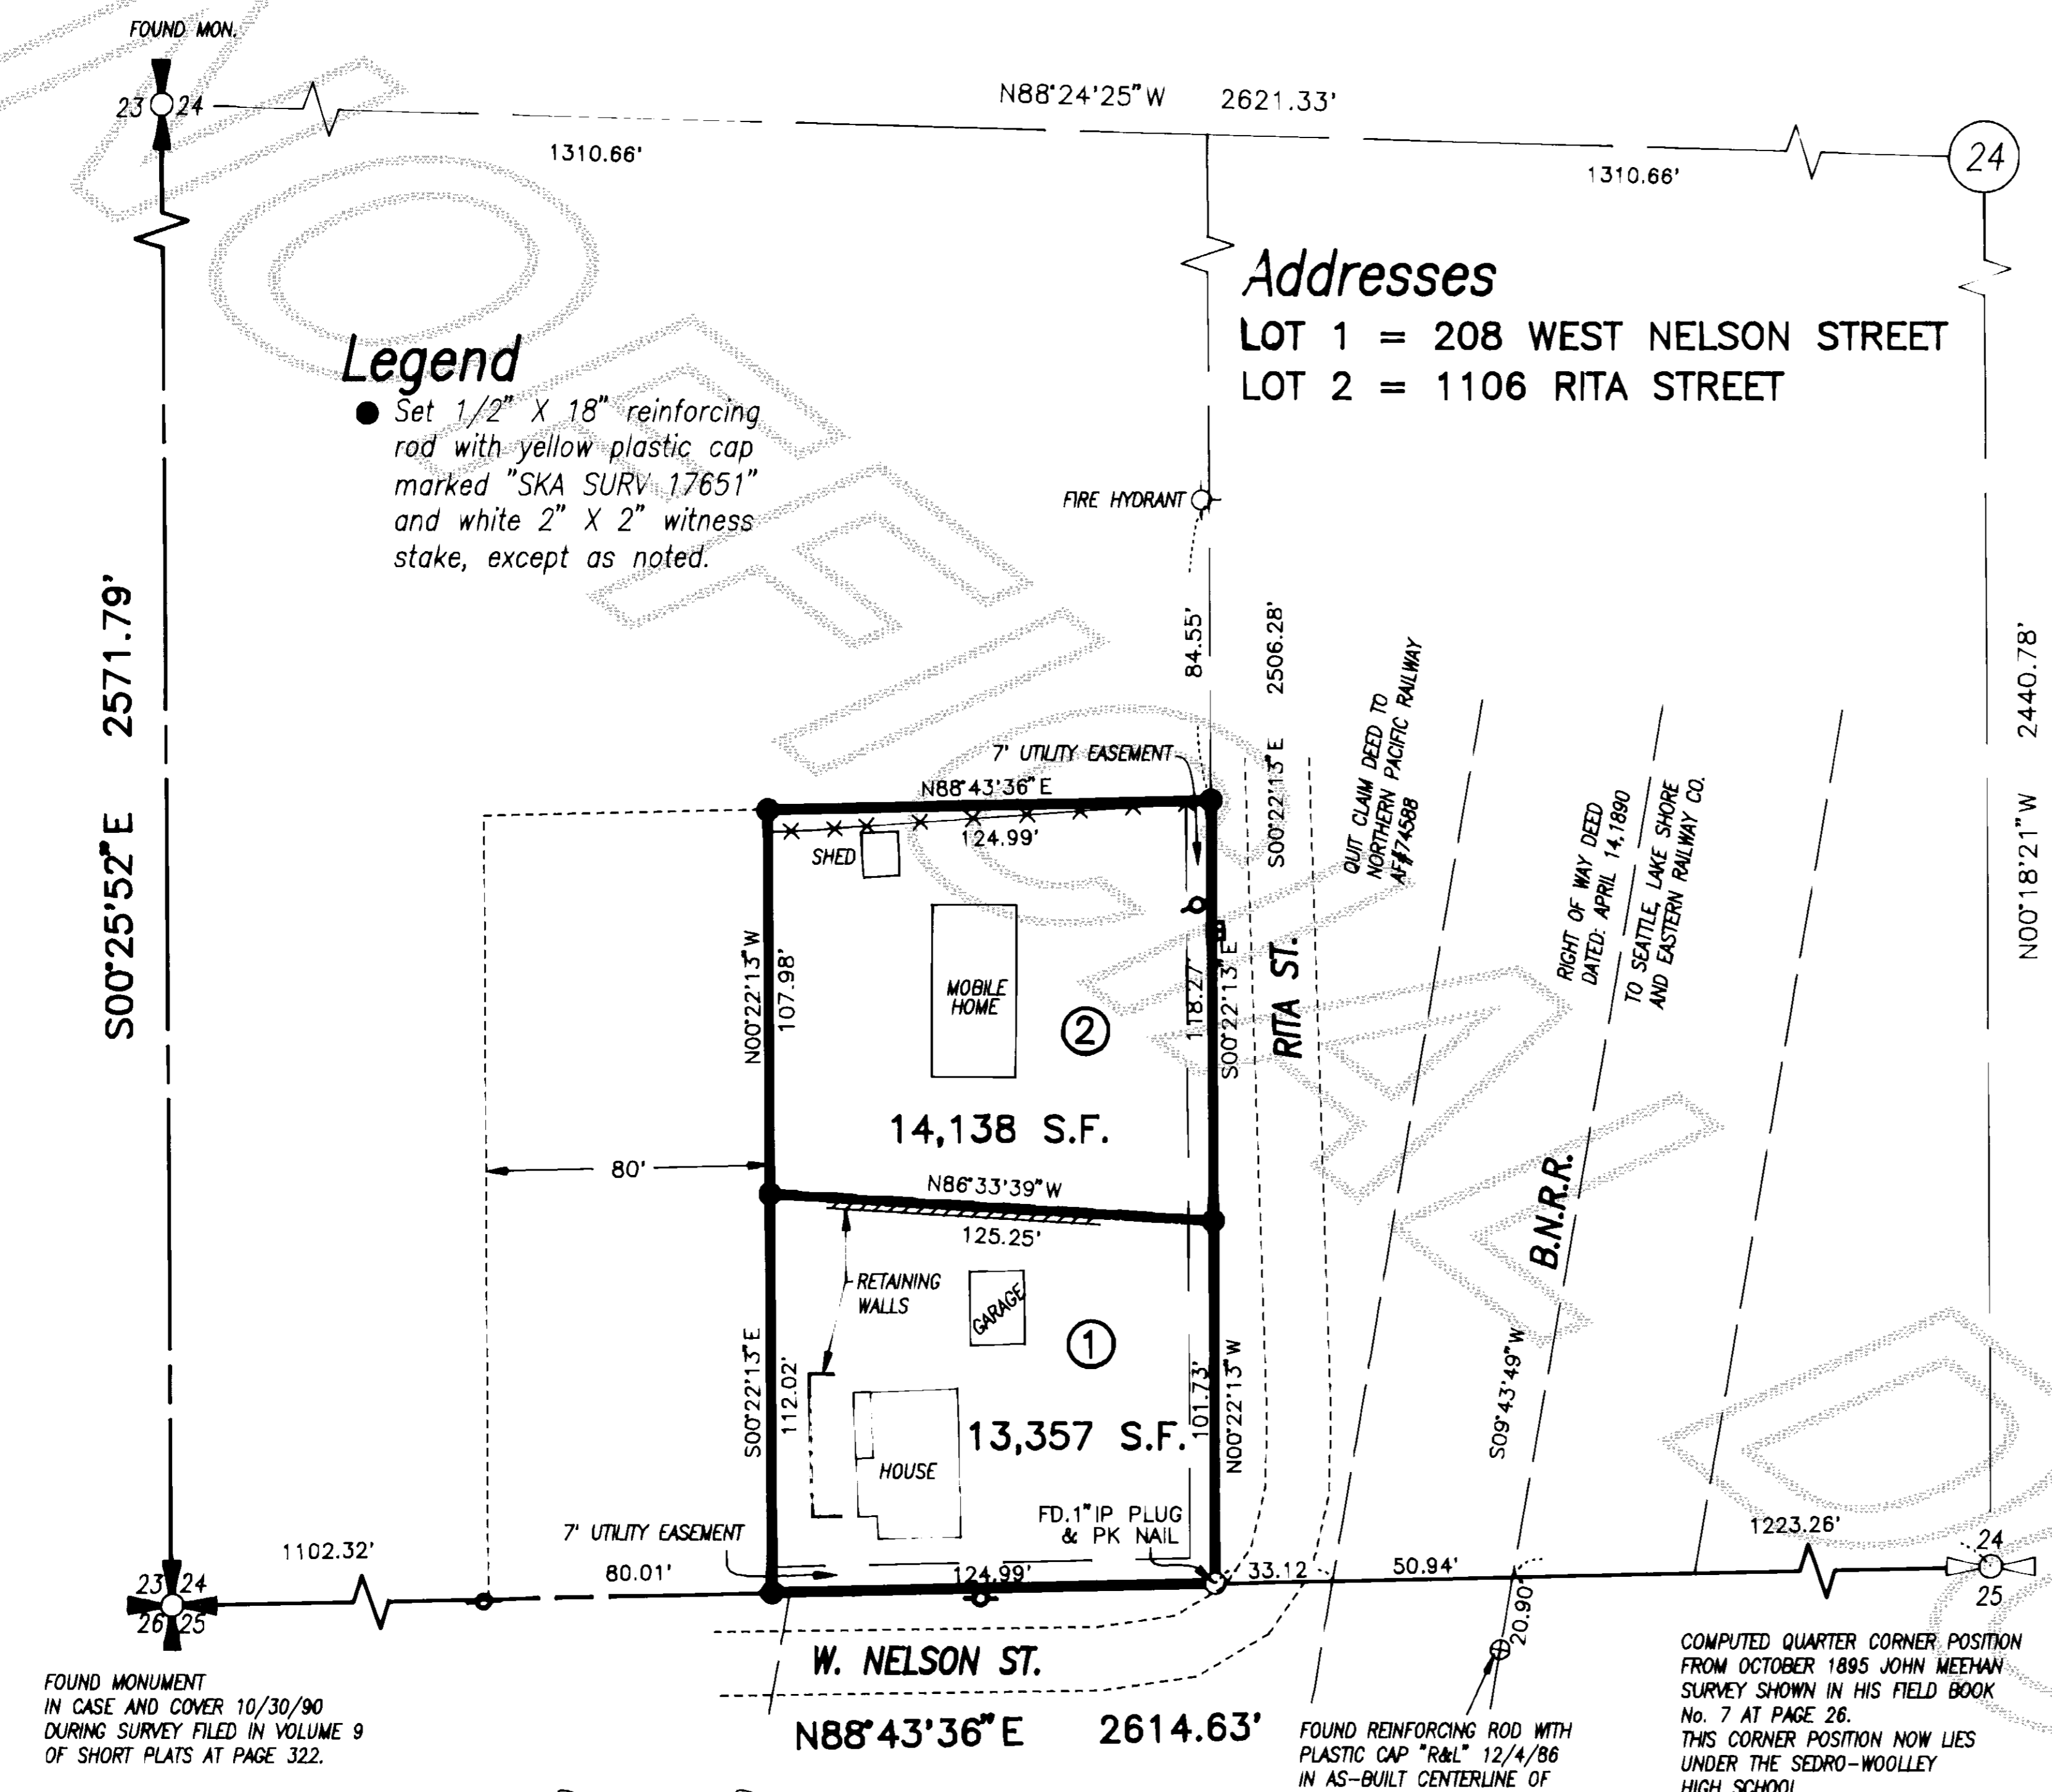 FOUND MON.
23 24
N88°24'25"W 2621.33'
1310.66'
1310.66'
24
Addresses
LOT 1 = 208 WEST NELSON STREET
LOT 2 = 1106 RITA STREET
Legend
● Set 1/2" X 18" reinforcing
rod with yellow plastic cap
marked "SKA SURV 17651"
and white 2" X 2" witness
stake, except as noted.
FIRE HYDRANT
S00°25'52"E 2571.79'
84.55'
S00°22'13"E 2506.28'
N00°18'21"W 2440.78'
QUIT CLAIM DEED TO
NORTHERN PACIFIC RAILWAY
AF#74588
RIGHT OF WAY DEED
DATED: APRIL 14,1890
TO SEATTLE, LAKE SHORE
AND EASTERN RAILWAY CO.
7' UTILITY EASEMENT
N88°43'36"E
124.99'
SHED
N00°22'13"W
107.98'
MOBILE
HOME
2
118.27'
S00°22'13"E
RITA ST.
14,138 S.F.
80'
N86°33'39"W
125.25'
B.N.R.R.
RETAINING
WALLS
GARAGE
1
S00°22'13"E
112.02'
101.73'
N00°22'13"W
S09°43'49"W
13,357 S.F.
HOUSE
FD.1"IP PLUG
& PK NAIL
7' UTILITY EASEMENT
1102.32'
80.01'
124.99'
33.12
50.94'
1223.26'
23 24
26 25
24
25
20.90'
W. NELSON ST.
N88°43'36"E 2614.63'
FOUND MONUMENT
IN CASE AND COVER 10/30/90
DURING SURVEY FILED IN VOLUME 9
OF SHORT PLATS AT PAGE 322.
FOUND REINFORCING ROD WITH
PLASTIC CAP "R&L" 12/4/86
IN AS-BUILT CENTERLINE OF
COMPUTED QUARTER CORNER POSITION
FROM OCTOBER 1895 JOHN MEEHAN
SURVEY SHOWN IN HIS FIELD BOOK
No. 7 AT PAGE 26.
THIS CORNER POSITION NOW LIES
UNDER THE SEDRO-WOOLLEY
HIGH SCHOOL